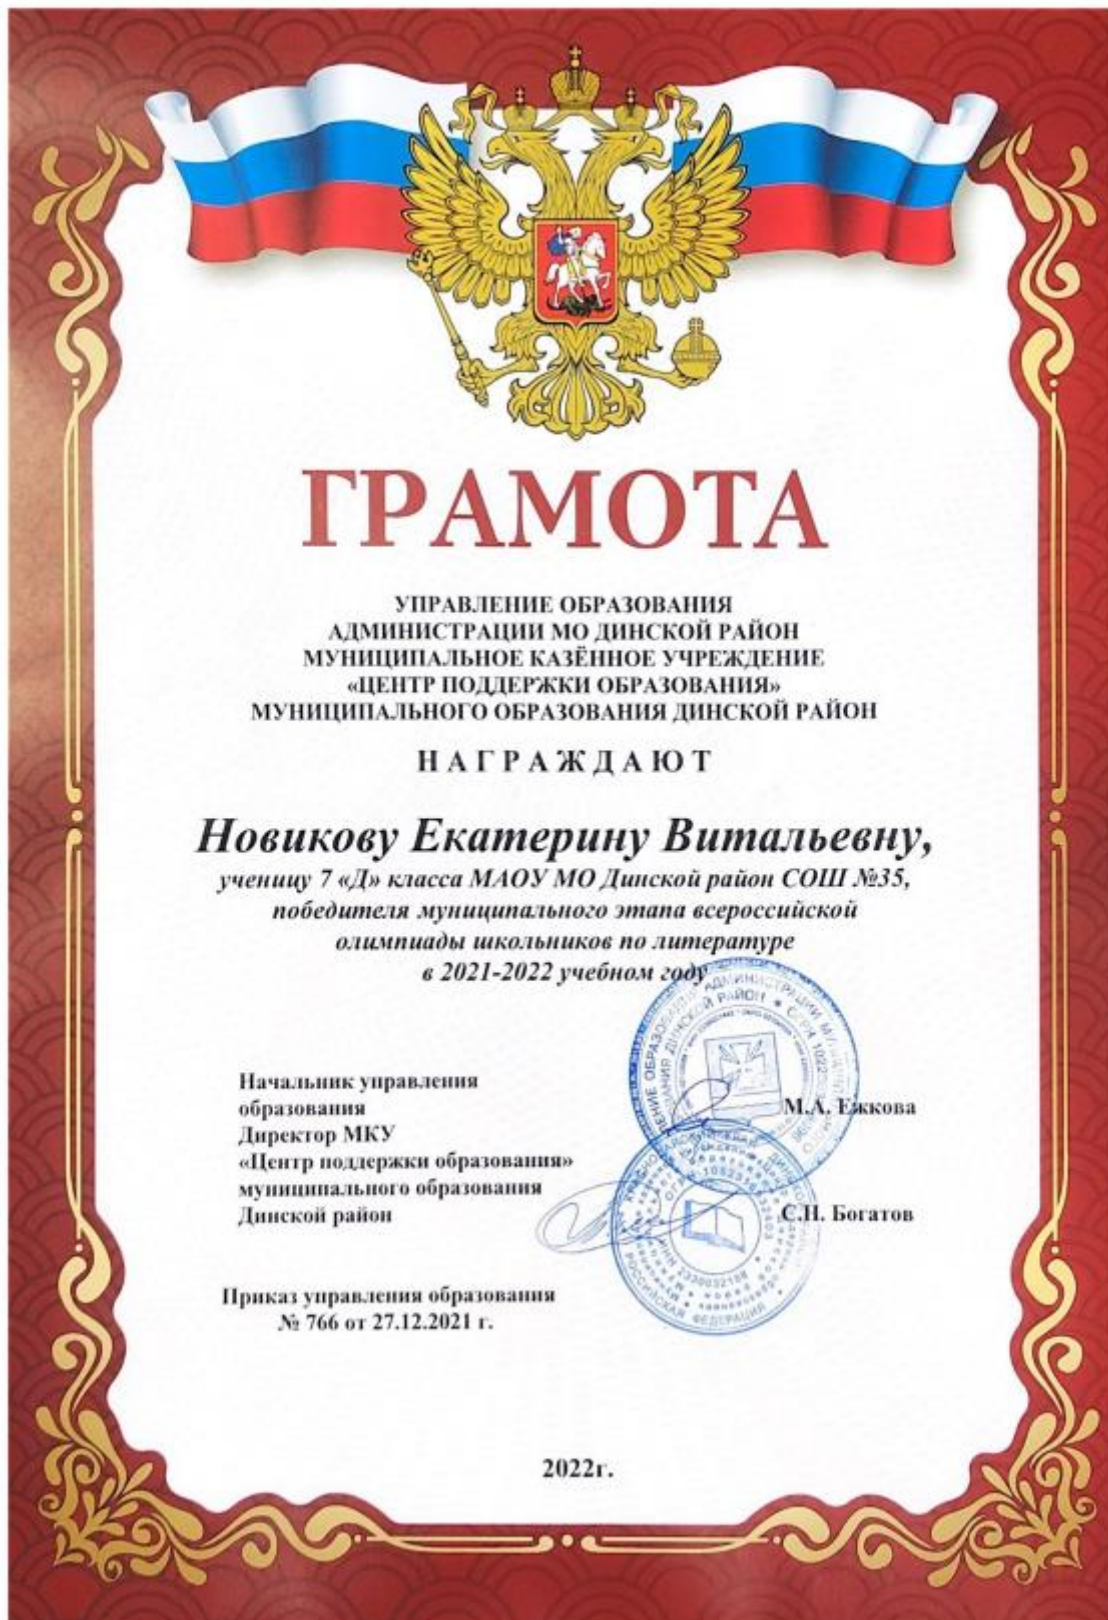 ГРАМОТА
УПРАВЛЕНИЕ ОБРАЗОВАНИЯ
АДМИНИСТРАЦИИ МО ДИНСКОЙ РАЙОН
МУНИЦИПАЛЬНОЕ КАЗЁННОЕ УЧРЕЖДЕНИЕ
«ЦЕНТР ПОДДЕРЖКИ ОБРАЗОВАНИЯ»
МУНИЦИПАЛЬНОГО ОБРАЗОВАНИЯ ДИНСКОЙ РАЙОН
НАГРАЖДАЮТ
Новикову Екатерину Витальевну,
ученицу 7 «Д» класса МАОУ МО Динской район СОШ №35,
победителя муниципального этапа всероссийской
олимпиады школьников по литературе
в 2021-2022 учебном году
Начальник управления
образования
М.А. Ежкова
Директор МКУ
«Центр поддержки образования»
муниципального образования
Динской район
С.Н. Богатов
РОССИЙСКАЯ ФЕДЕРАЦИЯ
Приказ управления образования
№ 766 от 27.12.2021 г.
2022г.